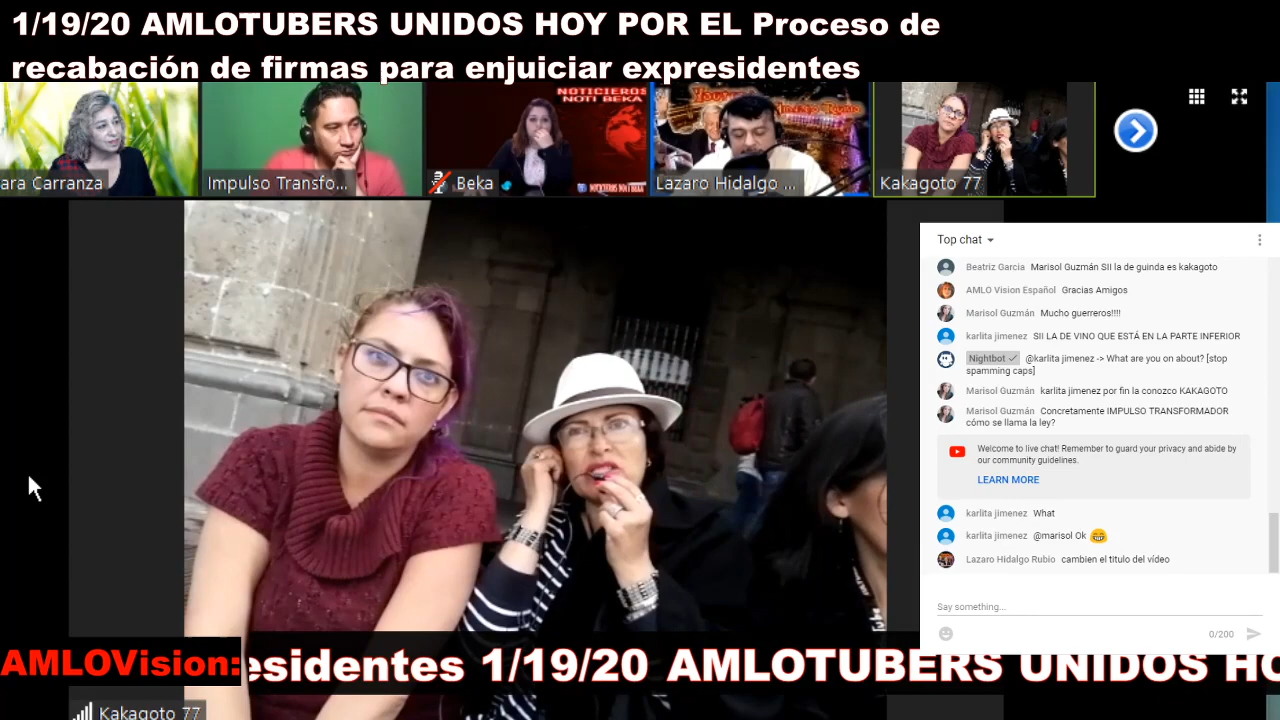 1/19/20 AMLOTUBERS UNIDOS HOY POR EL Proceso de
recabación de firmas para enjuiciar expresidentes
NOTICIEROS
NOTI BEKA
ara Carranza
Impulso Transfo...
Beka
NOTICIEROS NOTI BEKA
Lazaro Hidalgo ...
Kakagoto 77
Top chat
Beatriz Garcia Marisol Guzmán SII la de guinda es kakagoto
AMLO Vision Español Gracias Amigos
Marisol Guzmán Mucho guerreros!!!!
karlita jimenez SII LA DE VINO QUE ESTÁ EN LA PARTE INFERIOR
Nightbot ✓ @karlita jimenez -> What are you on about? [stop
spamming caps]
Marisol Guzmán karlita jimenez por fin la conozco KAKAGOTO
Marisol Guzmán Concretamente IMPULSO TRANSFORMADOR
cómo se llama la ley?
Welcome to live chat! Remember to guard your privacy and abide by
our community guidelines.
LEARN MORE
karlita jimenez What
karlita jimenez @marisol Ok 😁
Lazaro Hidalgo Rubio cambien el titulo del vídeo
Say something...
0/200
AMLOVision: esidentes 1/19/20 AMLOTUBERS UNIDOS HO
Kakagoto 77